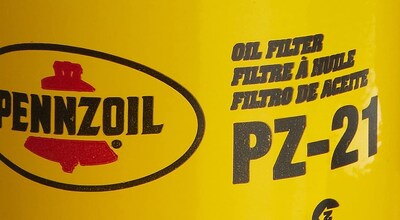 PENNZOIL
®
OIL FILTER
FILTRE À HUILE
FILTRO DE ACEITE
PZ-21